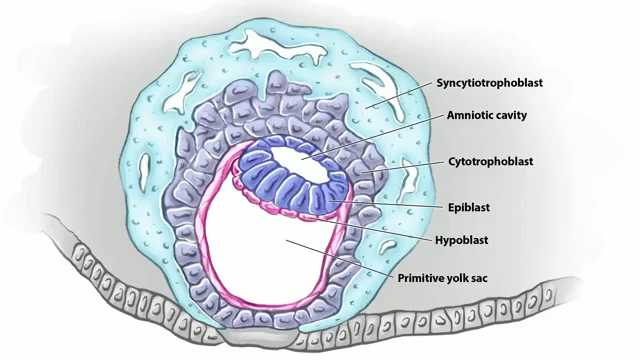 Syncytiotrophoblast
Amniotic cavity
Cytotrophoblast
Epiblast
Hypoblast
Primitive yolk sac